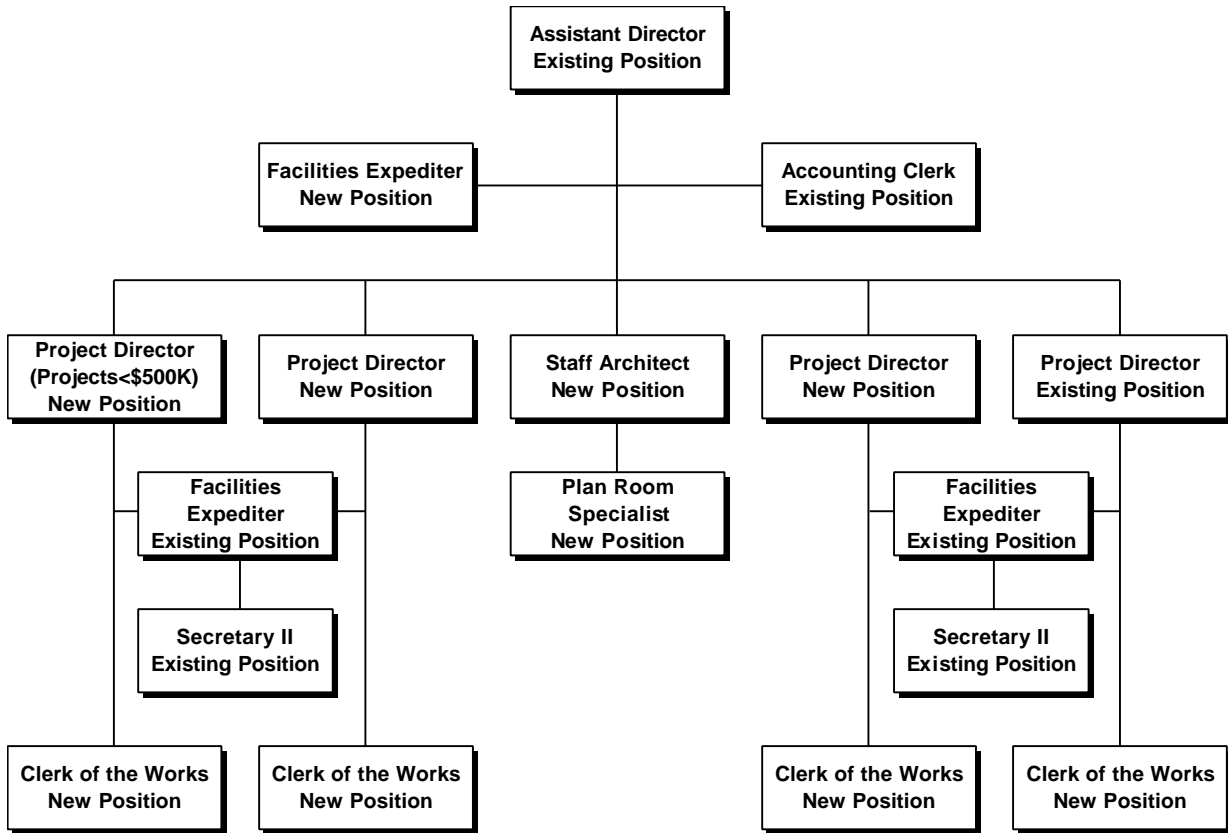 Assistant Director
Existing Position
Facilities Expediter
New Position
Accounting Clerk
Existing Position
Project Director
(Projects<$500K)
New Position
Project Director
New Position
Staff Architect
New Position
Project Director
New Position
Project Director
Existing Position
Facilities
Expediter
Existing Position
Plan Room
Specialist
New Position
Facilities
Expediter
Existing Position
Secretary II
Existing Position
Secretary II
Existing Position
Clerk of the Works
New Position
Clerk of the Works
New Position
Clerk of the Works
New Position
Clerk of the Works
New Position